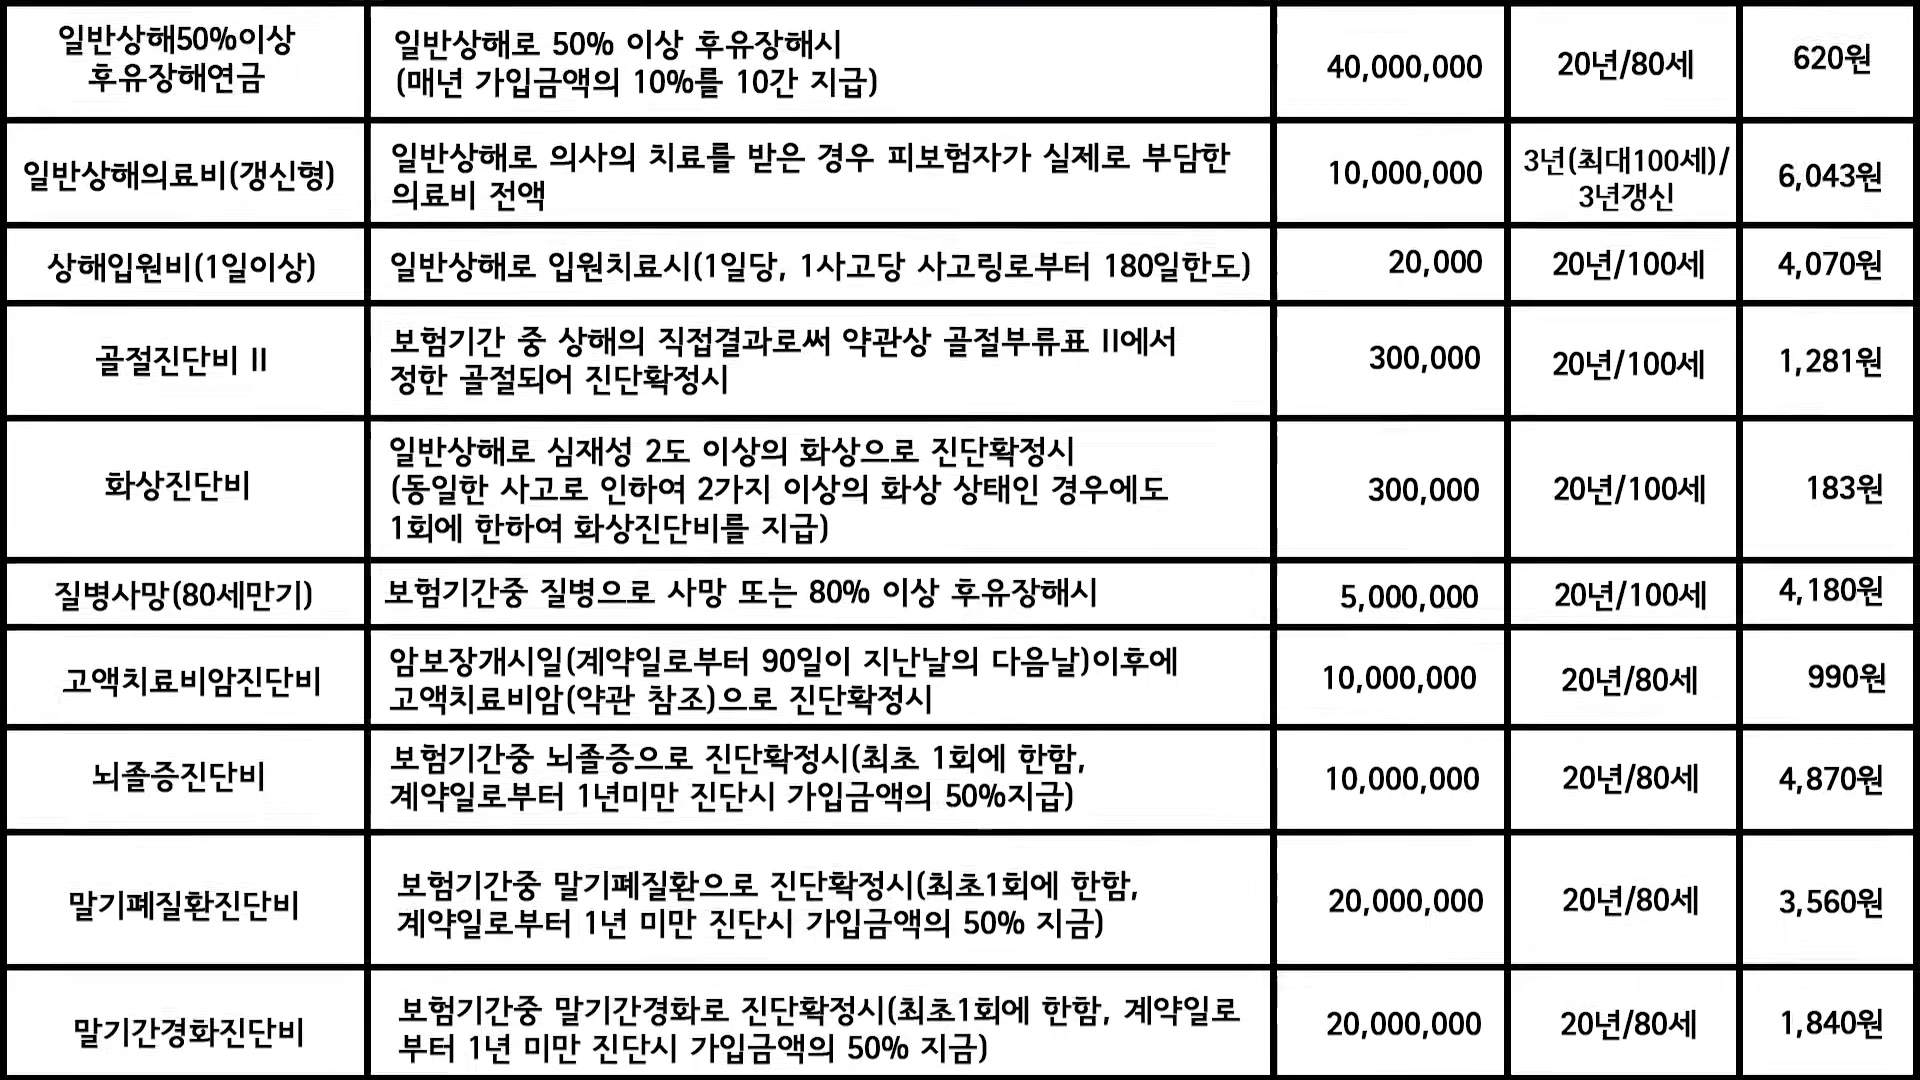 일반상해50%이상
후유장해연금
일반상해로 50% 이상 후유장해시
(매년 가입금액의 10%를 10간 지급)
40,000,000
20년/80세
620원
일반상해의료비(갱신형)
일반상해로 의사의 치료를 받은 경우 피보험자가 실제로 부담한
의료비 전액
10,000,000
3년(최대100세)/
3년갱신
6,043원
상해입원비(1일이상)
일반상해로 입원치료시(1일당, 1사고당 사고링로부터 180일한도)
20,000
20년/100세
4,070원
골절진단비 II
보험기간 중 상해의 직접결과로써 약관상 골절부류표 II에서
정한 골절되어 진단확정시
300,000
20년/100세
1,281원
화상진단비
일반상해로 심재성 2도 이상의 화상으로 진단확정시
(동일한 사고로 인하여 2가지 이상의 화상 상태인 경우에도
1회에 한하여 화상진단비를 지급)
300,000
20년/100세
183원
질병사망(80세만기)
보험기간중 질병으로 사망 또는 80% 이상 후유장해시
5,000,000
20년/100세
4,180원
고액치료비암진단비
암보장개시일(계약일로부터 90일이 지난날의 다음날)이후에
고액치료비암(약관 참조)으로 진단확정시
10,000,000
20년/80세
990원
뇌졸증진단비
보험기간중 뇌졸증으로 진단확정시(최초 1회에 한함,
계약일로부터 1년미만 진단시 가입금액의 50%지급)
10,000,000
20년/80세
4,870원
말기폐질환진단비
보험기간중 말기폐질환으로 진단확정시(최초1회에 한함,
계약일로부터 1년 미만 진단시 가입금액의 50% 지금)
20,000,000
20년/80세
3,560원
말기간경화진단비
보험기간중 말기간경화로 진단확정시(최초1회에 한함, 계약일로
부터 1년 미만 진단시 가입금액의 50% 지금)
20,000,000
20년/80세
1,840원